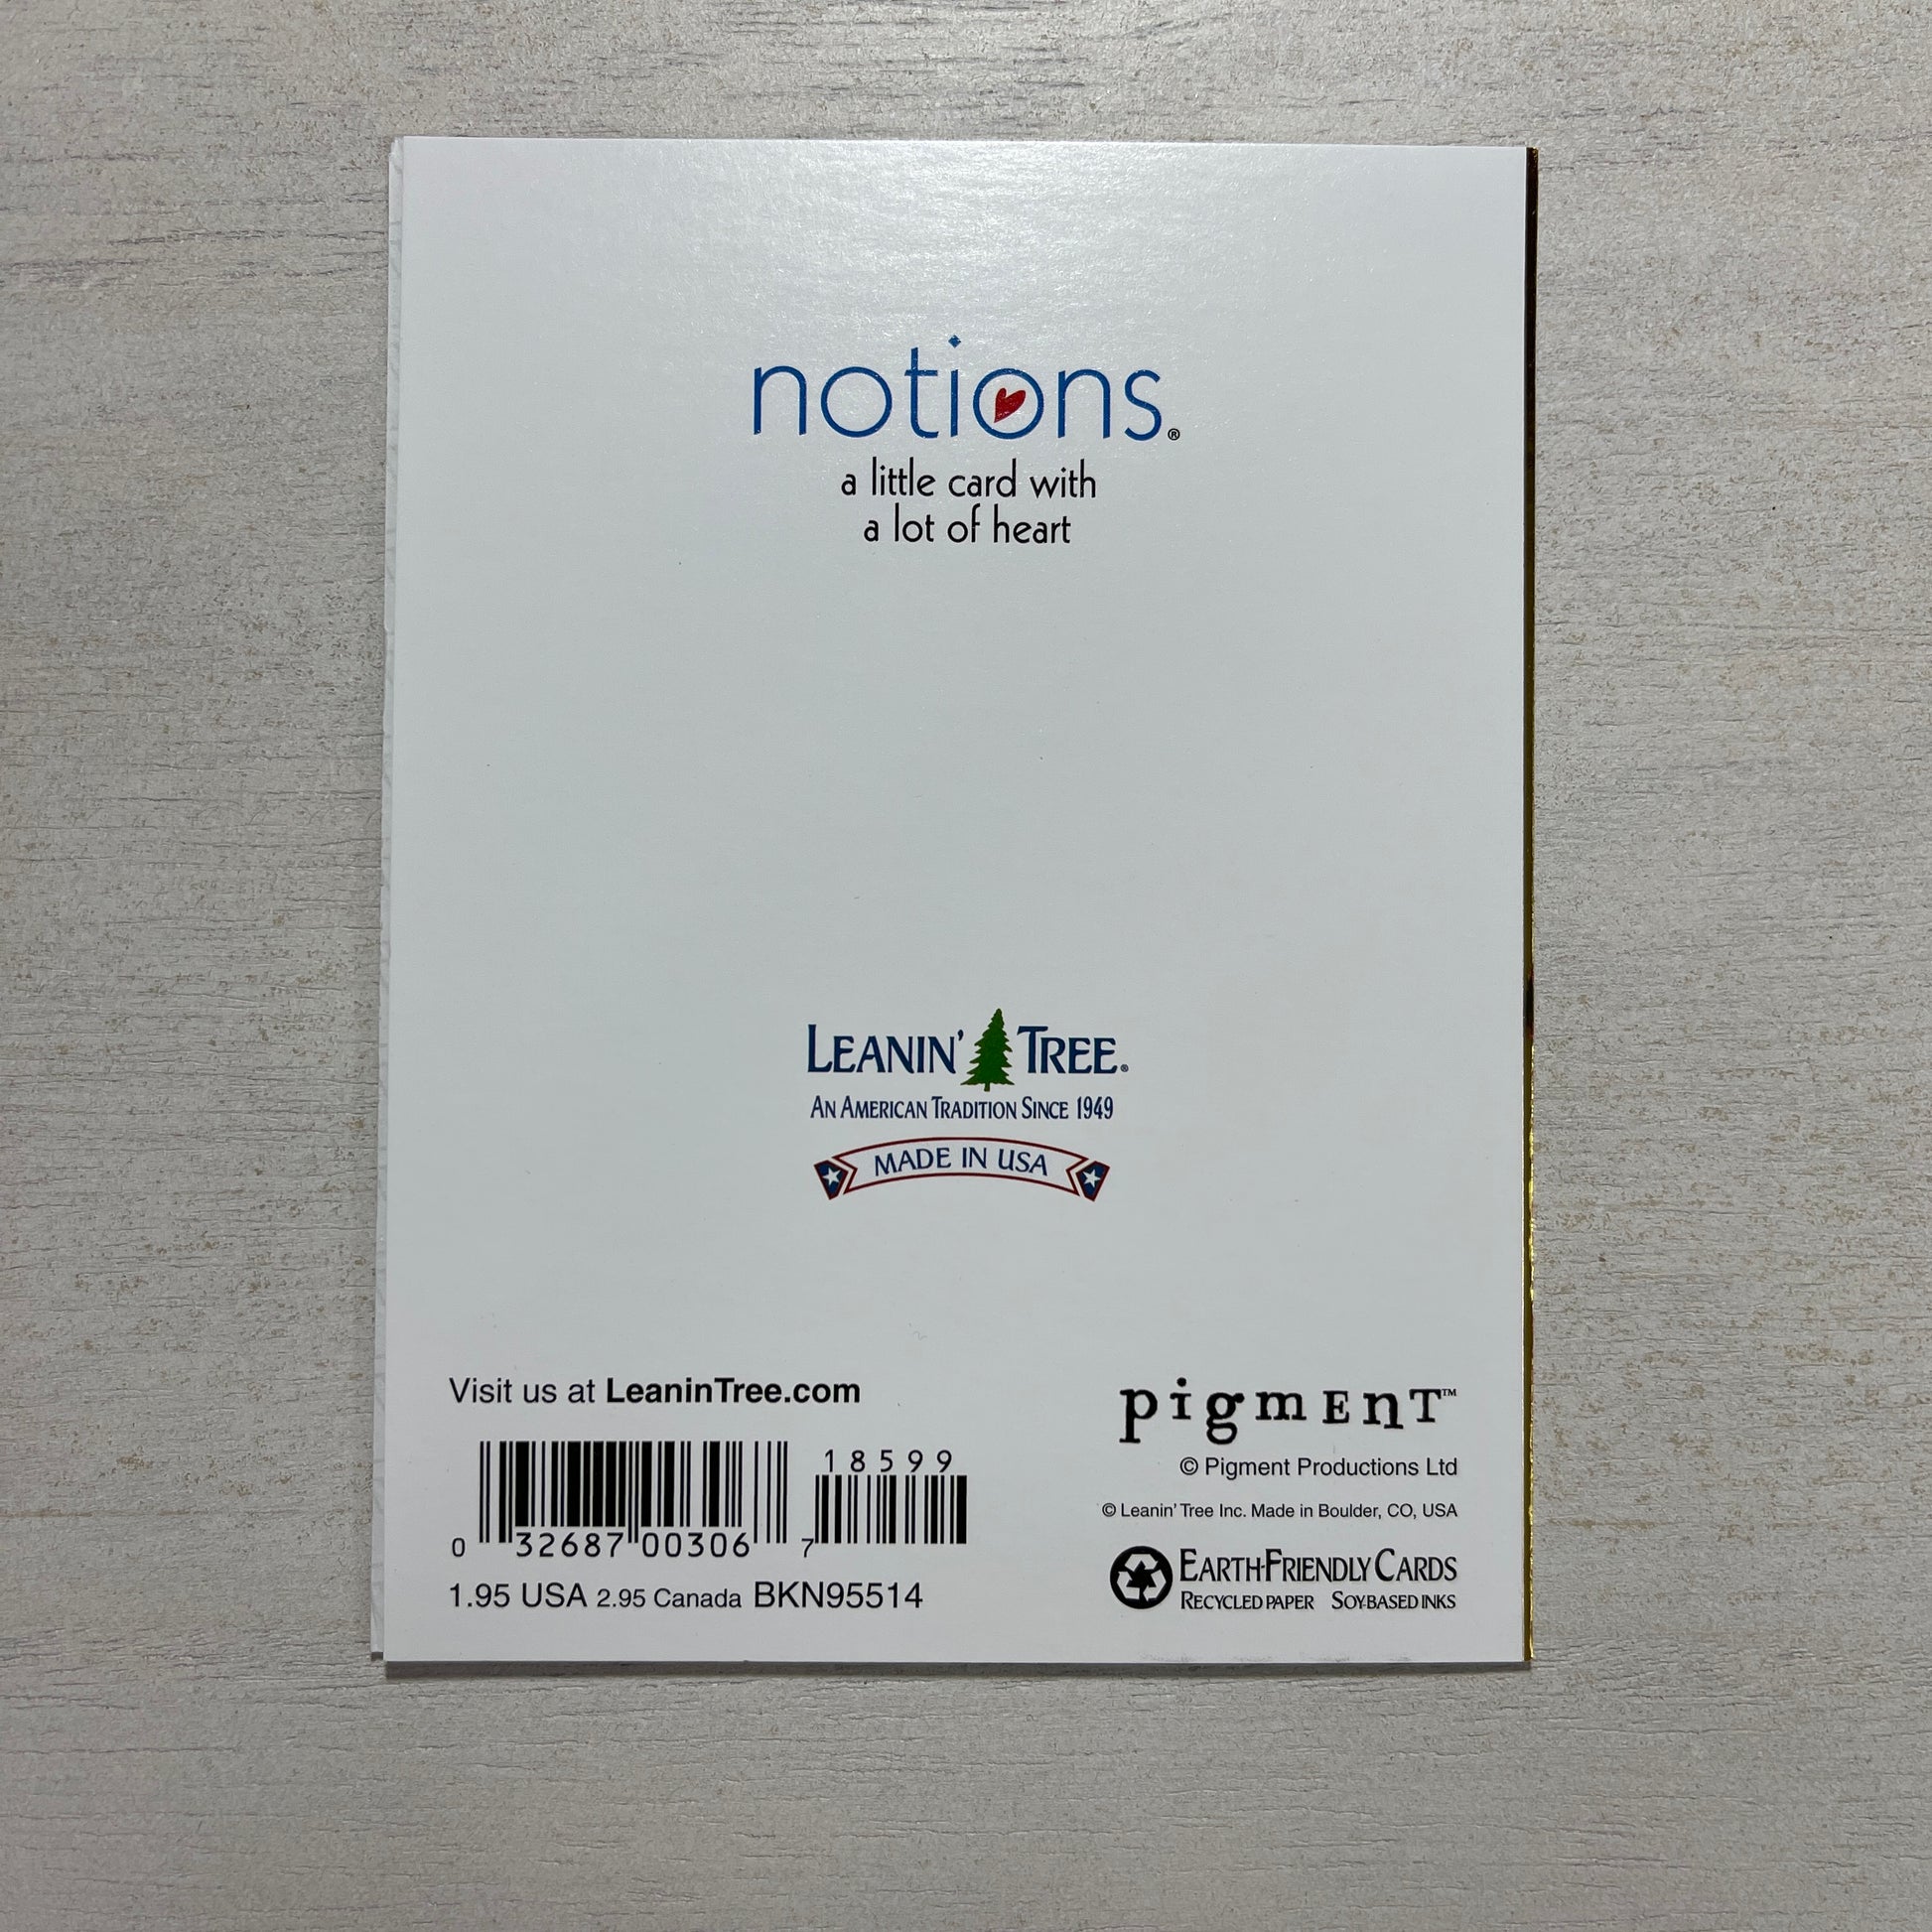 notions®
a little card with
a lot of heart
LEANIN' TREE®
AN AMERICAN TRADITION SINCE 1949
MADE IN USA
Visit us at LeaninTree.com
18599
0 32687 00306 7
1.95 USA 2.95 Canada BKN95514
pigmEnT™
© Pigment Productions Ltd
© Leanin' Tree Inc. Made in Boulder, CO, USA
EARTH-FRIENDLY CARDS
RECYCLED PAPER SOY-BASED INKS